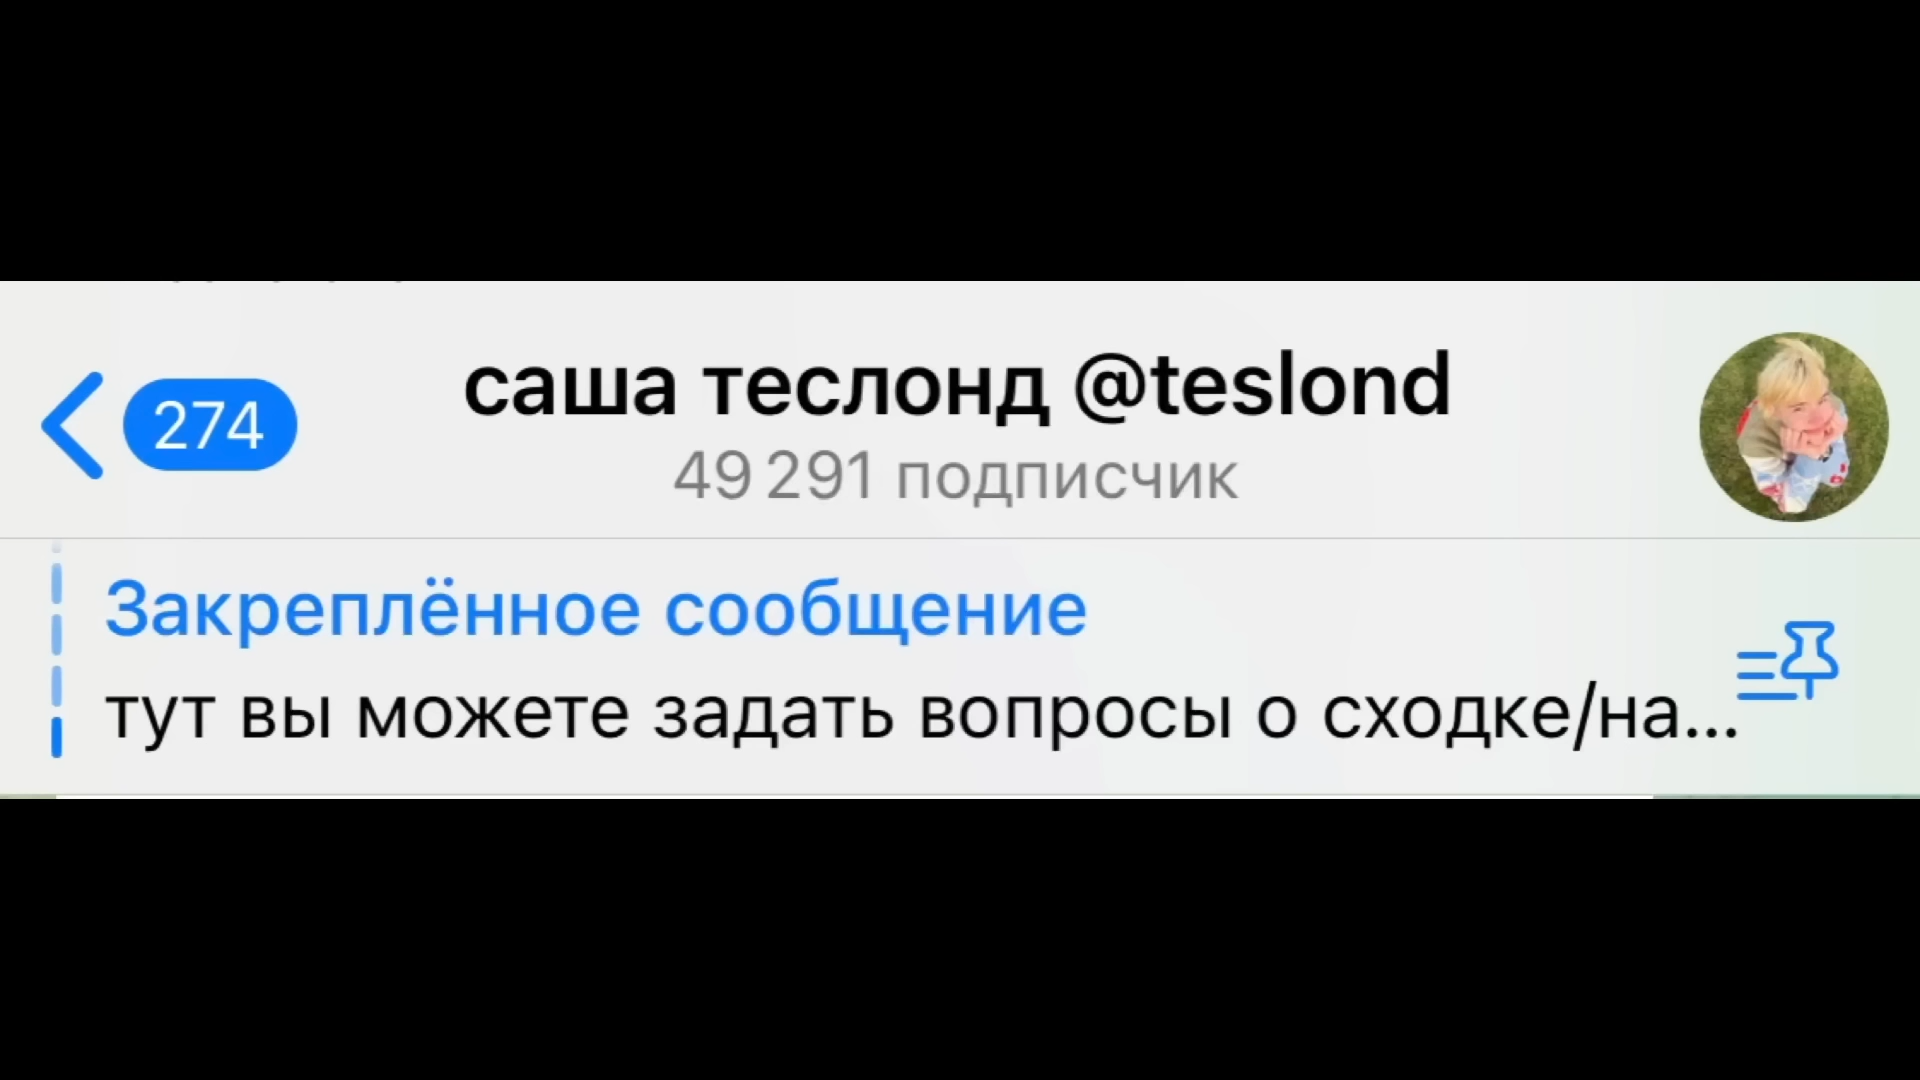 274
саша теслонд @teslond
49 291 подписчик
Закреплённое сообщение
тут вы можете задать вопросы о сходке/на...